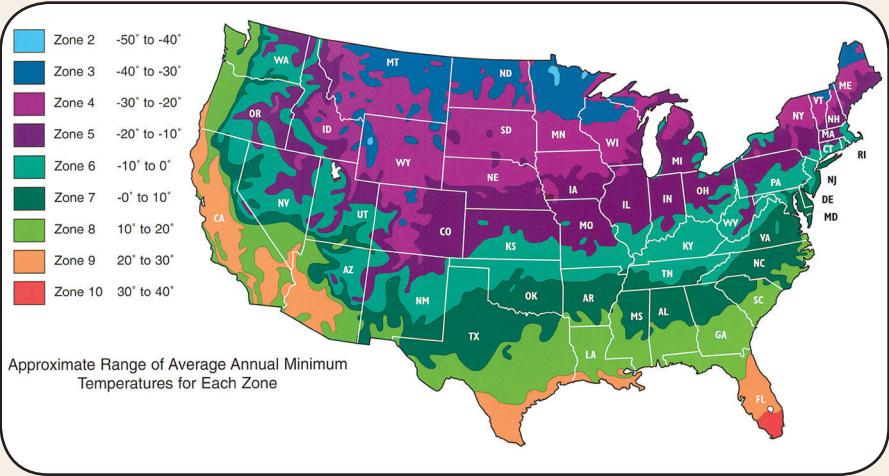 Zone 2 -50° to -40°
Zone 3 -40° to -30°
Zone 4 -30° to -20°
Zone 5 -20° to -10°
Zone 6 -10° to 0°
Zone 7 -0° to 10°
Zone 8 10° to 20°
Zone 9 20° to 30°
Zone 10 30° to 40°
Approximate Range of Average Annual Minimum
Temperatures for Each Zone
WA
MT
ND
ME
VT
OR
ID
SD
MN
WI
NY
NH
MA
CT
RI
WY
MI
NE
IA
PA
NJ
NV
UT
IL
IN
OH
DE
MD
CA
CO
MO
WV
VA
KS
KY
AZ
NM
OK
AR
TN
NC
TX
MS
AL
SC
GA
LA
FL